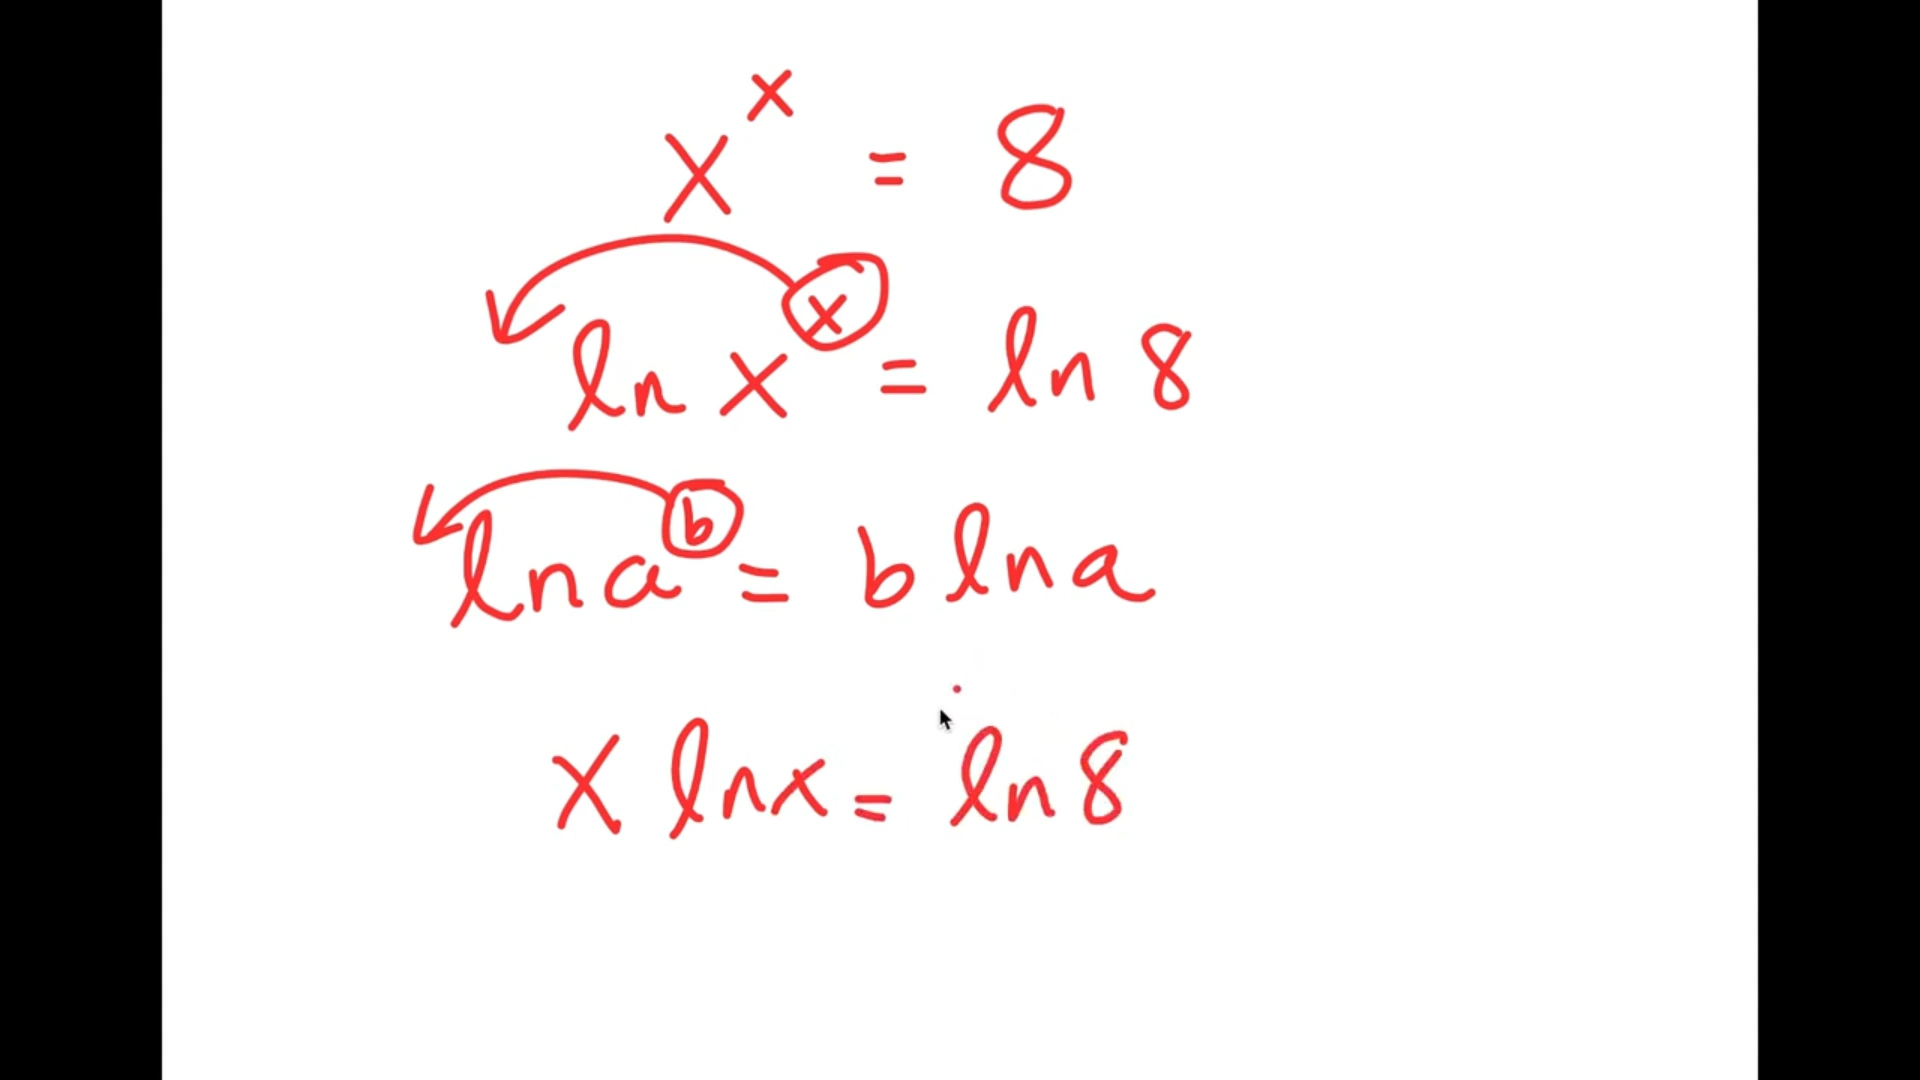 x^x = 8
ln x^x = ln 8
ln a^b = b ln a
x ln x = ln 8